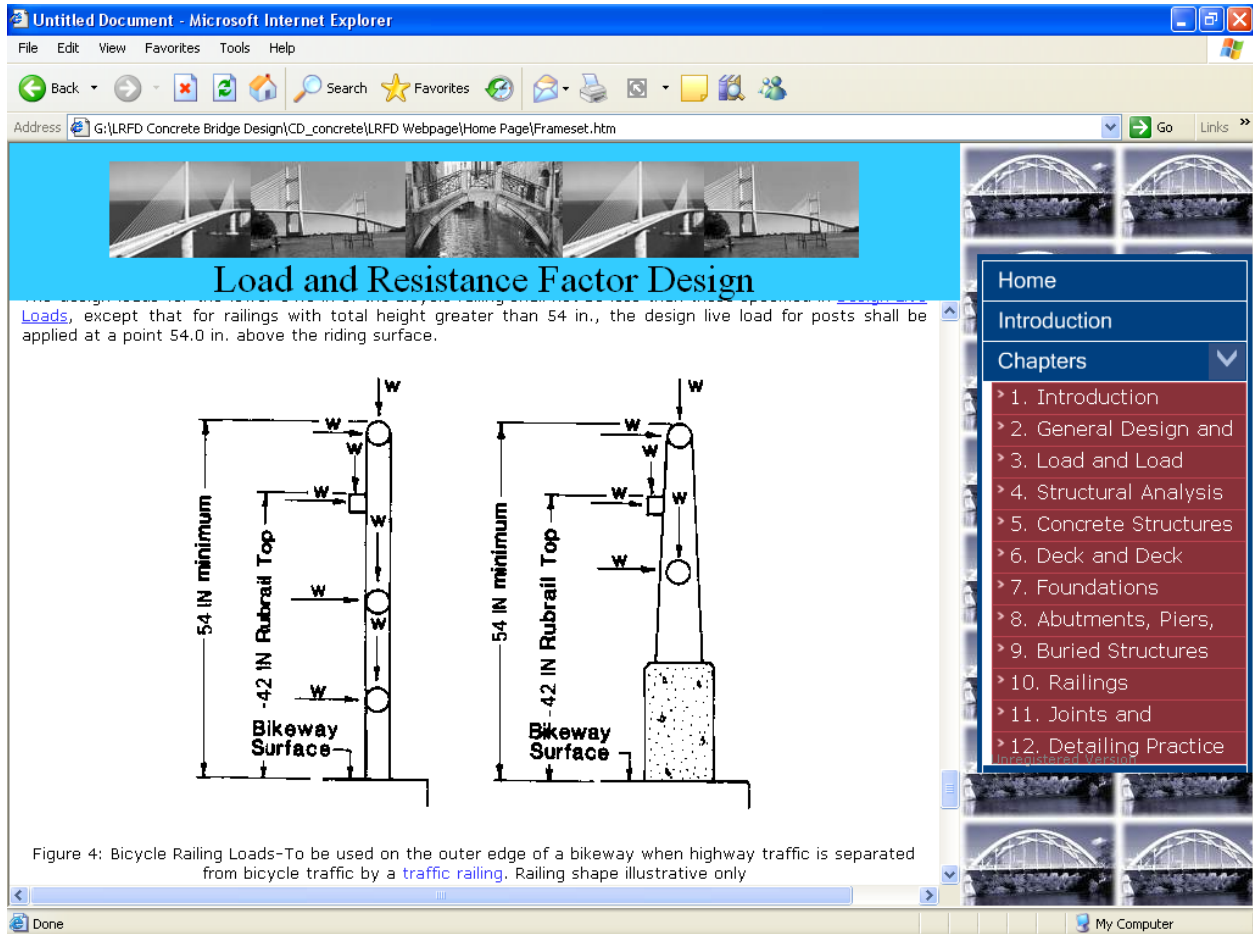 Untitled Document - Microsoft Internet Explorer
File Edit View Favorites Tools Help
Back Search Favorites
Address G:\LRFD Concrete Bridge Design\CD_concrete\LRFD Webpage\Home Page\Frameset.htm Go Links »
Load and Resistance Factor Design
Loads, except that for railings with total height greater than 54 in., the design live load for posts shall be
applied at a point 54.0 in. above the riding surface.
W
W
W
W
W
W
W
W
54 IN minimum
-42 IN Rubrail Top
Bikeway
Surface
W
W
W
W
W
W
54 IN minimum
-42 IN Rubrail Top
Bikeway
Surface
Figure 4: Bicycle Railing Loads-To be used on the outer edge of a bikeway when highway traffic is separated
from bicycle traffic by a traffic railing. Railing shape illustrative only
Home
Introduction
Chapters
1. Introduction
2. General Design and
3. Load and Load
4. Structural Analysis
5. Concrete Structures
6. Deck and Deck
7. Foundations
8. Abutments, Piers,
9. Buried Structures
10. Railings
11. Joints and
12. Detailing Practice
Unregistered Version
Done
My Computer